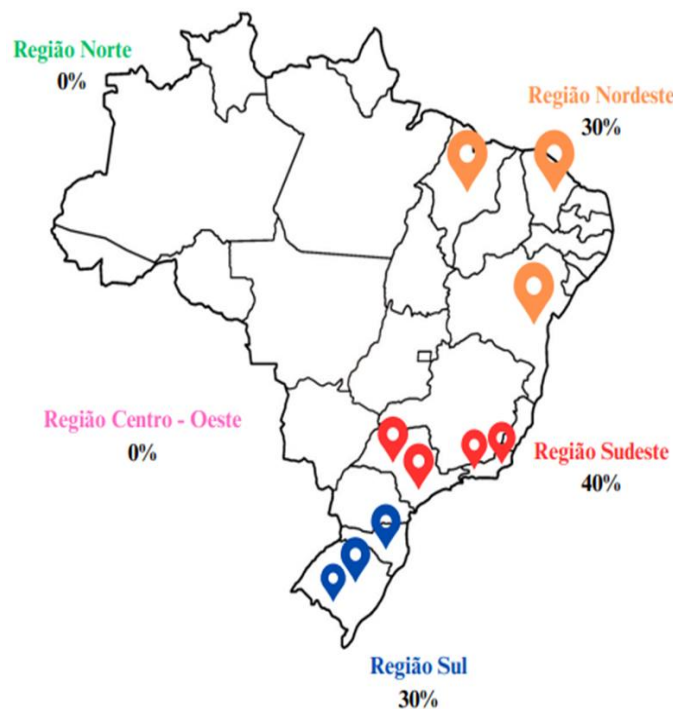 Região Norte
0%
Região Nordeste
30%
Região Centro - Oeste
0%
Região Sudeste
40%
Região Sul
30%